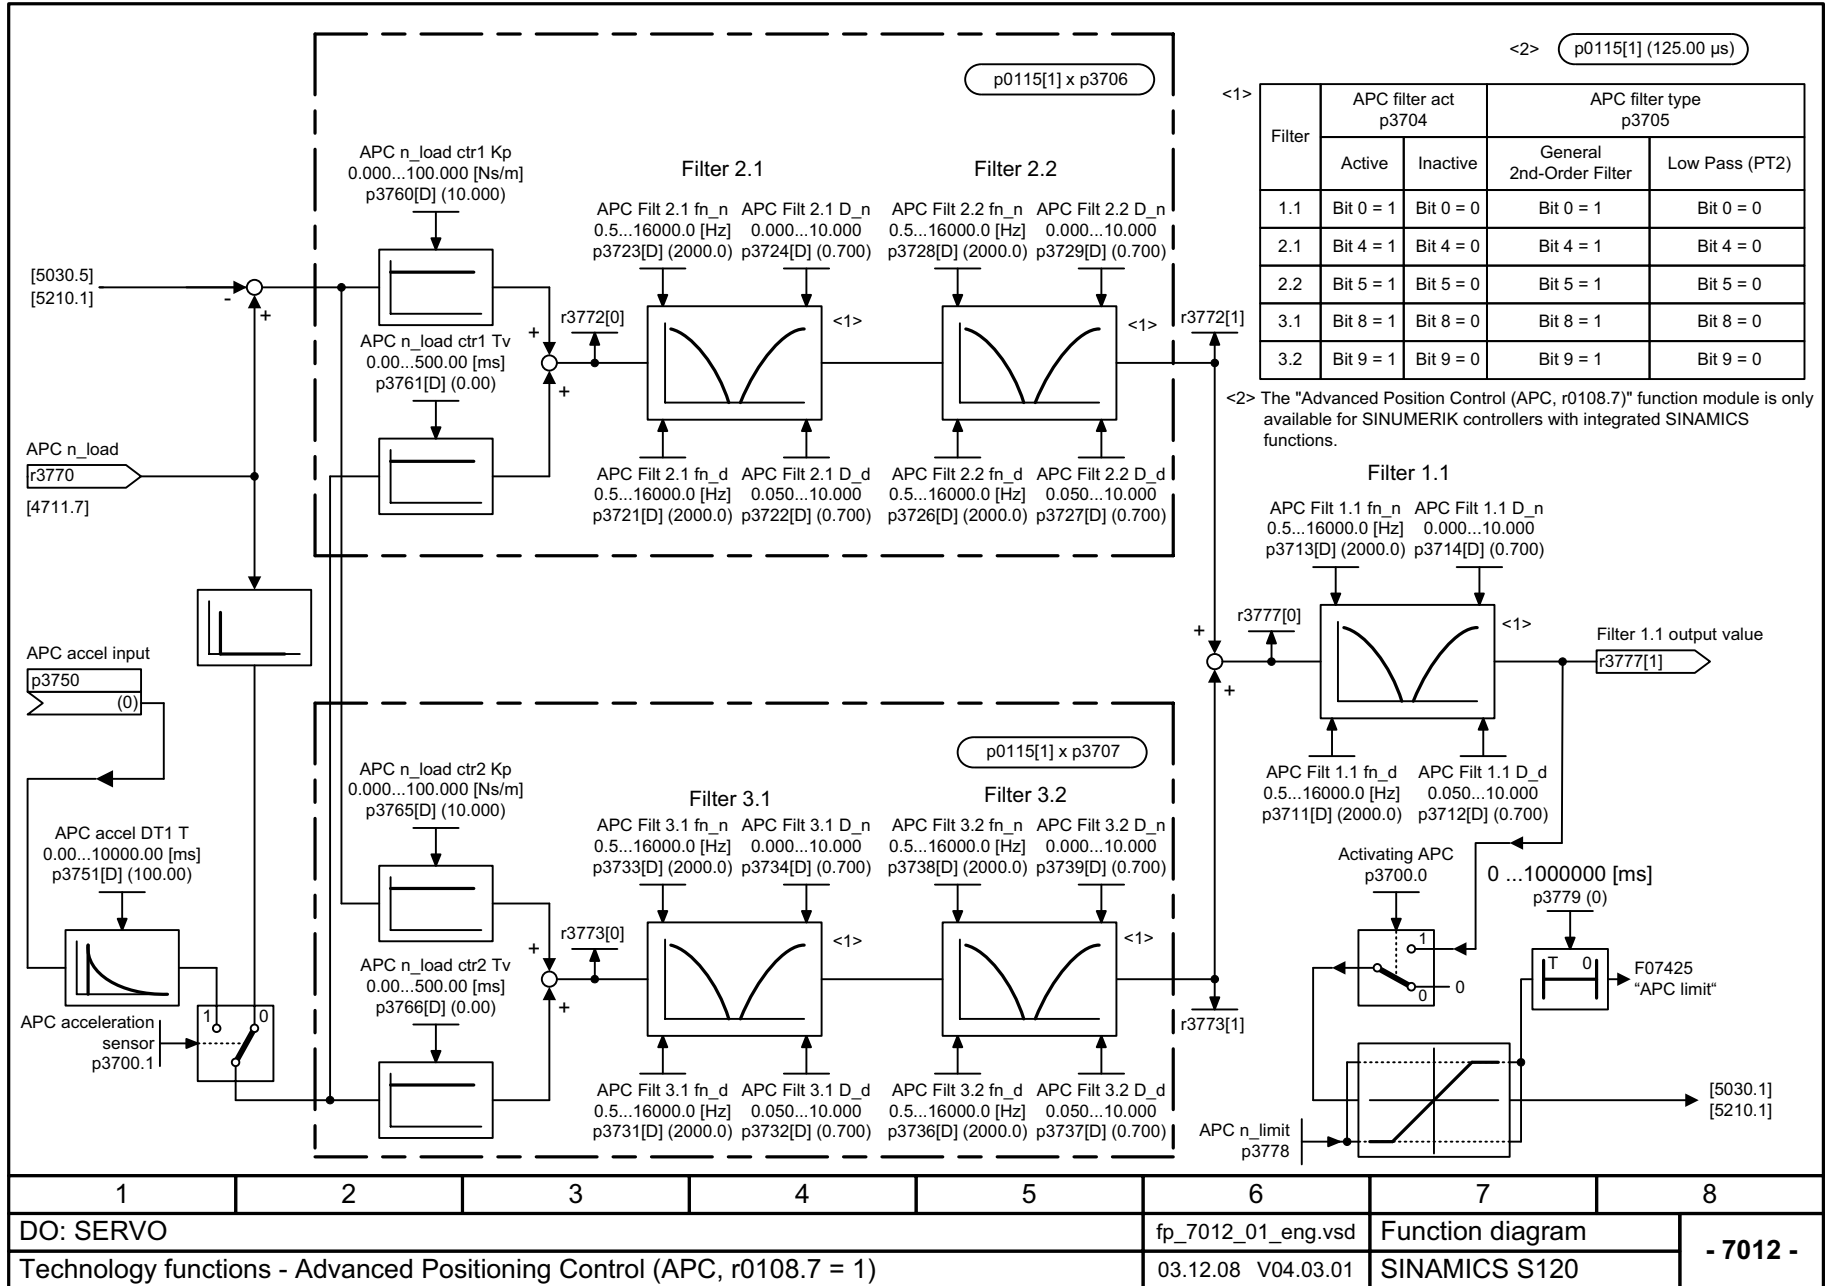 <2> p0115[1] (125.00 µs)
p0115[1] x p3706
<1>
Filter
APC filter act
p3704
APC filter type
p3705
Active
Inactive
General
2nd-Order Filter
Low Pass (PT2)
1.1 Bit 0 = 1 Bit 0 = 0 Bit 0 = 1 Bit 0 = 0
2.1 Bit 4 = 1 Bit 4 = 0 Bit 4 = 1 Bit 4 = 0
2.2 Bit 5 = 1 Bit 5 = 0 Bit 5 = 1 Bit 5 = 0
3.1 Bit 8 = 1 Bit 8 = 0 Bit 8 = 1 Bit 8 = 0
3.2 Bit 9 = 1 Bit 9 = 0 Bit 9 = 1 Bit 9 = 0
<2> The "Advanced Position Control (APC, r0108.7)" function module is only
available for SINUMERIK controllers with integrated SINAMICS
functions.
APC n_load ctr1 Kp
0.000...100.000 [Ns/m]
p3760[D] (10.000)
Filter 2.1
Filter 2.2
APC Filt 2.1 fn_n
0.5...16000.0 [Hz]
p3723[D] (2000.0)
APC Filt 2.1 D_n
0.000...10.000
p3724[D] (0.700)
APC Filt 2.2 fn_n
0.5...16000.0 [Hz]
p3728[D] (2000.0)
APC Filt 2.2 D_n
0.000...10.000
p3729[D] (0.700)
[5030.5]
[5210.1]
-
+
APC n_load ctr1 Tv
0.00...500.00 [ms]
p3761[D] (0.00)
+
+
r3772[0]
<1>
<1>
r3772[1]
APC n_load
r3770
[4711.7]
APC Filt 2.1 fn_d
0.5...16000.0 [Hz]
p3721[D] (2000.0)
APC Filt 2.1 D_d
0.050...10.000
p3722[D] (0.700)
APC Filt 2.2 fn_d
0.5...16000.0 [Hz]
p3726[D] (2000.0)
APC Filt 2.2 D_d
0.050...10.000
p3727[D] (0.700)
Filter 1.1
APC Filt 1.1 fn_n
0.5...16000.0 [Hz]
p3713[D] (2000.0)
APC Filt 1.1 D_n
0.000...10.000
p3714[D] (0.700)
+
+
r3777[0]
<1>
Filter 1.1 output value
r3777[1]
APC Filt 1.1 fn_d
0.5...16000.0 [Hz]
p3711[D] (2000.0)
APC Filt 1.1 D_d
0.050...10.000
p3712[D] (0.700)
APC accel input
p3750
(0)
p0115[1] x p3707
APC n_load ctr2 Kp
0.000...100.000 [Ns/m]
p3765[D] (10.000)
Filter 3.1
Filter 3.2
APC Filt 3.1 fn_n
0.5...16000.0 [Hz]
p3733[D] (2000.0)
APC Filt 3.1 D_n
0.000...10.000
p3734[D] (0.700)
APC Filt 3.2 fn_n
0.5...16000.0 [Hz]
p3738[D] (2000.0)
APC Filt 3.2 D_n
0.000...10.000
p3739[D] (0.700)
APC accel DT1 T
0.00...10000.00 [ms]
p3751[D] (100.00)
APC n_load ctr2 Tv
0.00...500.00 [ms]
p3766[D] (0.00)
+
+
r3773[0]
<1>
<1>
r3773[1]
APC acceleration
sensor
p3700.1
1
0
APC Filt 3.1 fn_d
0.5...16000.0 [Hz]
p3731[D] (2000.0)
APC Filt 3.1 D_d
0.050...10.000
p3732[D] (0.700)
APC Filt 3.2 fn_d
0.5...16000.0 [Hz]
p3736[D] (2000.0)
APC Filt 3.2 D_d
0.050...10.000
p3737[D] (0.700)
Activating APC
p3700.0
0 ...1000000 [ms]
p3779 (0)
1
0
0
T 0
F07425
“APC limit“
APC n_limit
p3778
[5030.1]
[5210.1]
1 2 3 4 5 6 7 8
DO: SERVO
fp_7012_01_eng.vsd
Function diagram
- 7012 -
Technology functions - Advanced Positioning Control (APC, r0108.7 = 1)
03.12.08 V04.03.01
SINAMICS S120